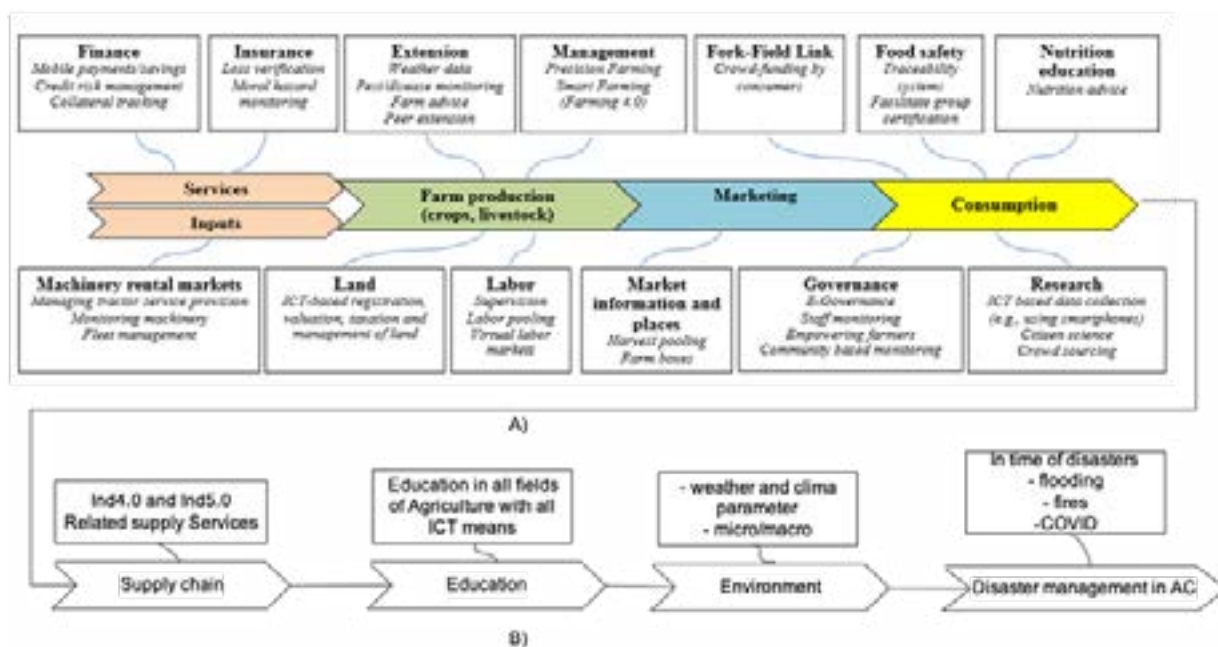 Finance
Mobile payments/savings
Credit risk management
Collateral tracking
Insurance
Loss verification
Moral hazard
monitoring
Extension
Weather data
Pest/disease monitoring
Farm advice
Peer extension
Management
Precision Farming
Smart Farming
(Farming 4.0)
Fork-Field Link
Crowd-funding by
consumers
Food safety
Traceability
systems
Facilitate group
certification
Nutrition
education
Nutrition advice
Services
Inputs
Farm production
(crops, livestock)
Marketing
Consumption
Machinery rental markets
Managing tractor service provision
Monitoring machinery
Fleet management
Land
ICT-based registration,
valuation, taxation and
management of land
Labor
Supervision
Labor pooling
Virtual labor
markets
Market
information and
places
Harvest pooling
Farm boxes
Governance
E-Governance
Staff monitoring
Empowering farmers
Community based monitoring
Research
ICT based data collection
(e.g., using smartphones)
Citizen science
Crowd sourcing
A)
Ind4.0 and Ind5.0
Related supply Services
Education in all fields
of Agriculture with all
ICT means
- weather and clima
parameter
- micro/macro
In time of disasters
- flooding
- fires
-COVID
Supply chain
Education
Environment
Disaster management in AC
B)